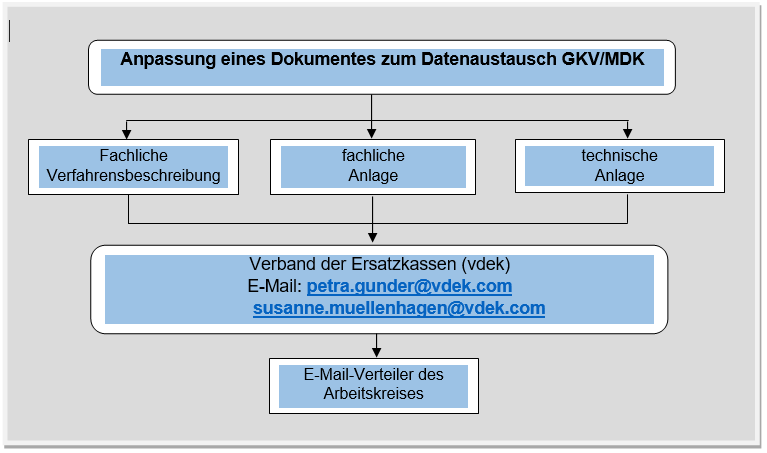 Anpassung eines Dokumentes zum Datenaustausch GKV/MDK
Fachliche
Verfahrensbeschreibung
fachliche
Anlage
technische
Anlage
Verband der Ersatzkassen (vdek)
E-Mail: petra.gunder@vdek.com
susanne.muellenhagen@vdek.com
E-Mail-Verteiler des
Arbeitskreises